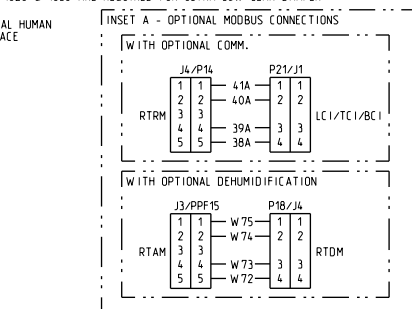 AL HUMAN
ACE
INSET A - OPTIONAL MODBUS CONNECTIONS
WITH OPTIONAL COMM.
J4/P14 P21/J1
1 1 41A 1 1
2 2 40A 2 2
RTRM 3 3 LCI/TCI/BCI
4 4 39A 3 3
5 5 38A 4 4
WITH OPTIONAL DEHUMIDIFICATION
J3/PPF15 P18/J4
1 1 W75 1 1
2 2 W74 2 2
RTAM 3 3 RTDM
4 4 W73 3 3
5 5 W72 4 4